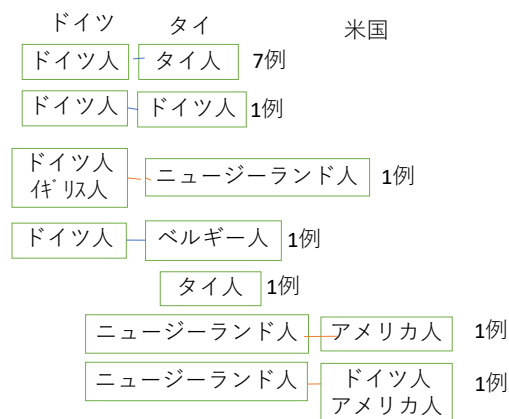 ドイツ タイ 米国
ドイツ人 タイ人 7例
ドイツ人 ドイツ人 1例
ドイツ人
ｲｷﾞﾘｽ人 ニュージーランド人 1例
ドイツ人 ベルギー人 1例
タイ人 1例
ニュージーランド人 アメリカ人 1例
ニュージーランド人 ドイツ人
アメリカ人 1例